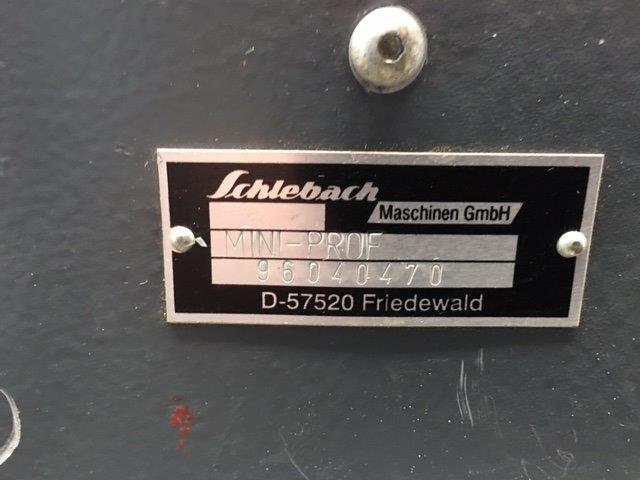 Schlebach
Maschinen GmbH
MINI-PROF
96040470
D-57520 Friedewald